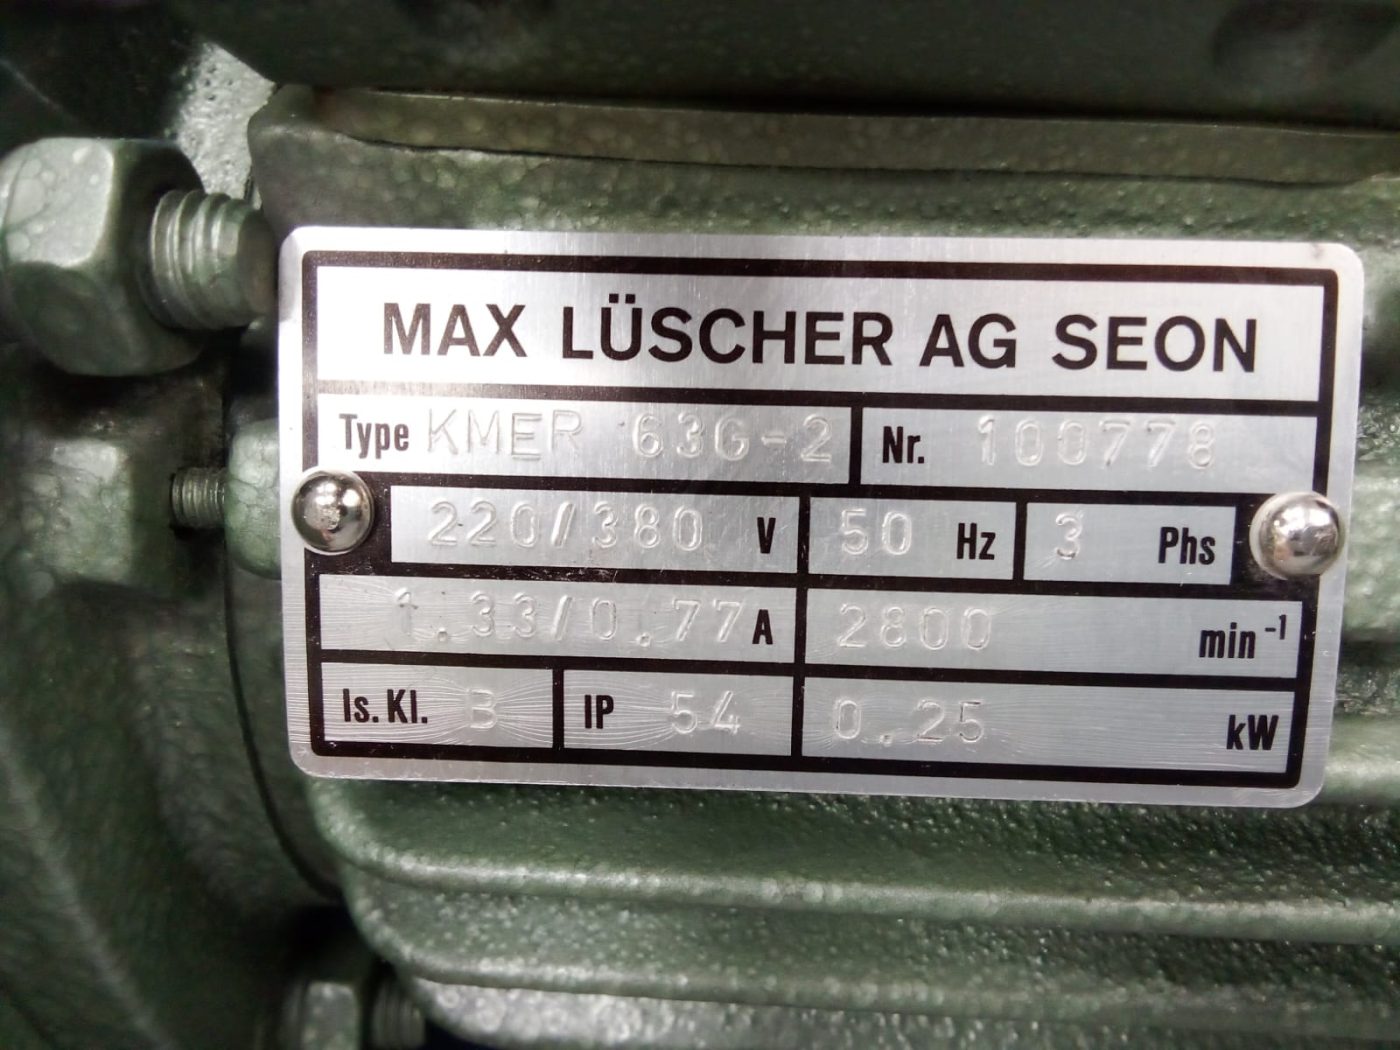 MAX LÜSCHER AG SEON
Type KMER 63G-2 Nr. 100778
220/380 V 50 Hz 3 Phs
1.33/0.77 A 2800 min⁻¹
Is. Kl. B IP 54 0.25 kW